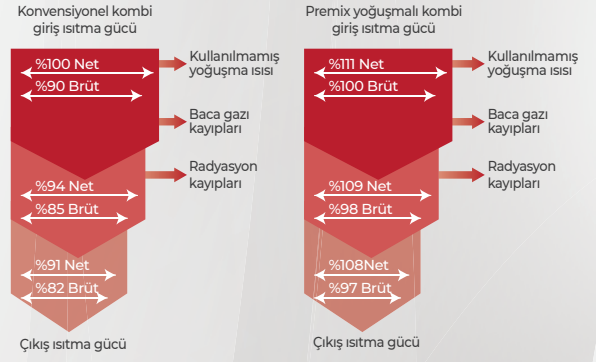 Konvensiyonel kombi
giriş ısıtma gücü
%100 Net
%90 Brüt
Kullanılmamış
yoğuşma ısısı
Baca gazı
kayıpları
Radyasyon
kayıpları
%94 Net
%85 Brüt
%91 Net
%82 Brüt
Çıkış ısıtma gücü
Premix yoğuşmalı kombi
giriş ısıtma gücü
%111 Net
%100 Brüt
Kullanılmamış
yoğuşma ısısı
Baca gazı
kayıpları
Radyasyon
kayıpları
%109 Net
%98 Brüt
%108Net
%97 Brüt
Çıkış ısıtma gücü